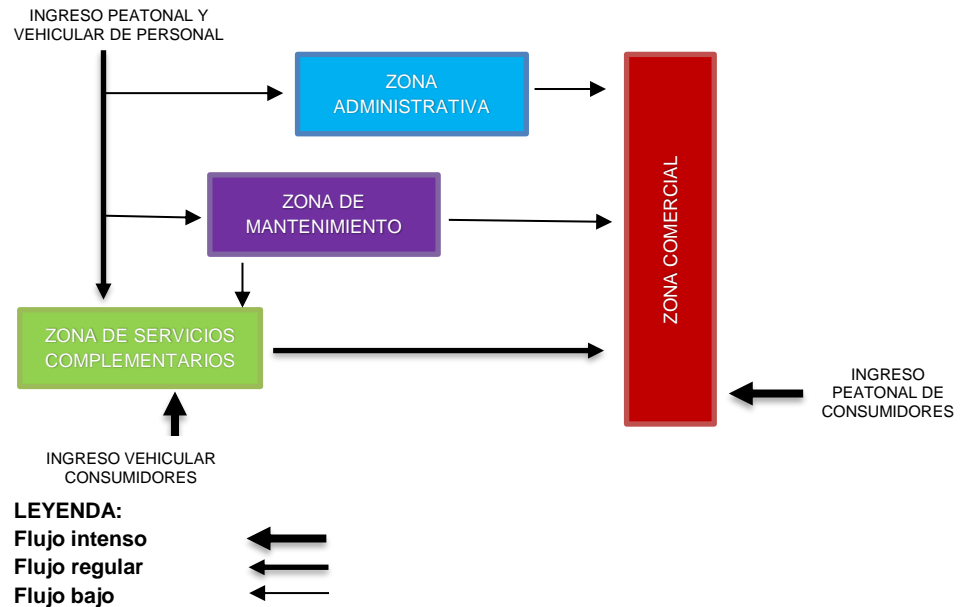 INGRESO PEATONAL Y
VEHICULAR DE PERSONAL
ZONA
ADMINISTRATIVA
ZONA DE
MANTENIMIENTO
ZONA COMERCIAL
ZONA DE SERVICIOS
COMPLEMENTARIOS
INGRESO
PEATONAL DE
CONSUMIDORES
INGRESO VEHICULAR
CONSUMIDORES
LEYENDA:
Flujo intenso
Flujo regular
Flujo bajo